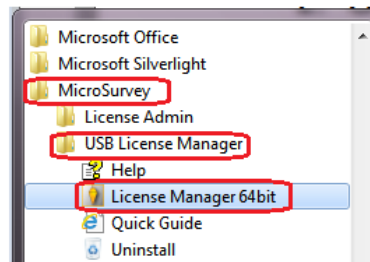 Microsoft Office
Microsoft Silverlight
MicroSurvey
License Admin
USB License Manager
Help
License Manager 64bit
Quick Guide
Uninstall